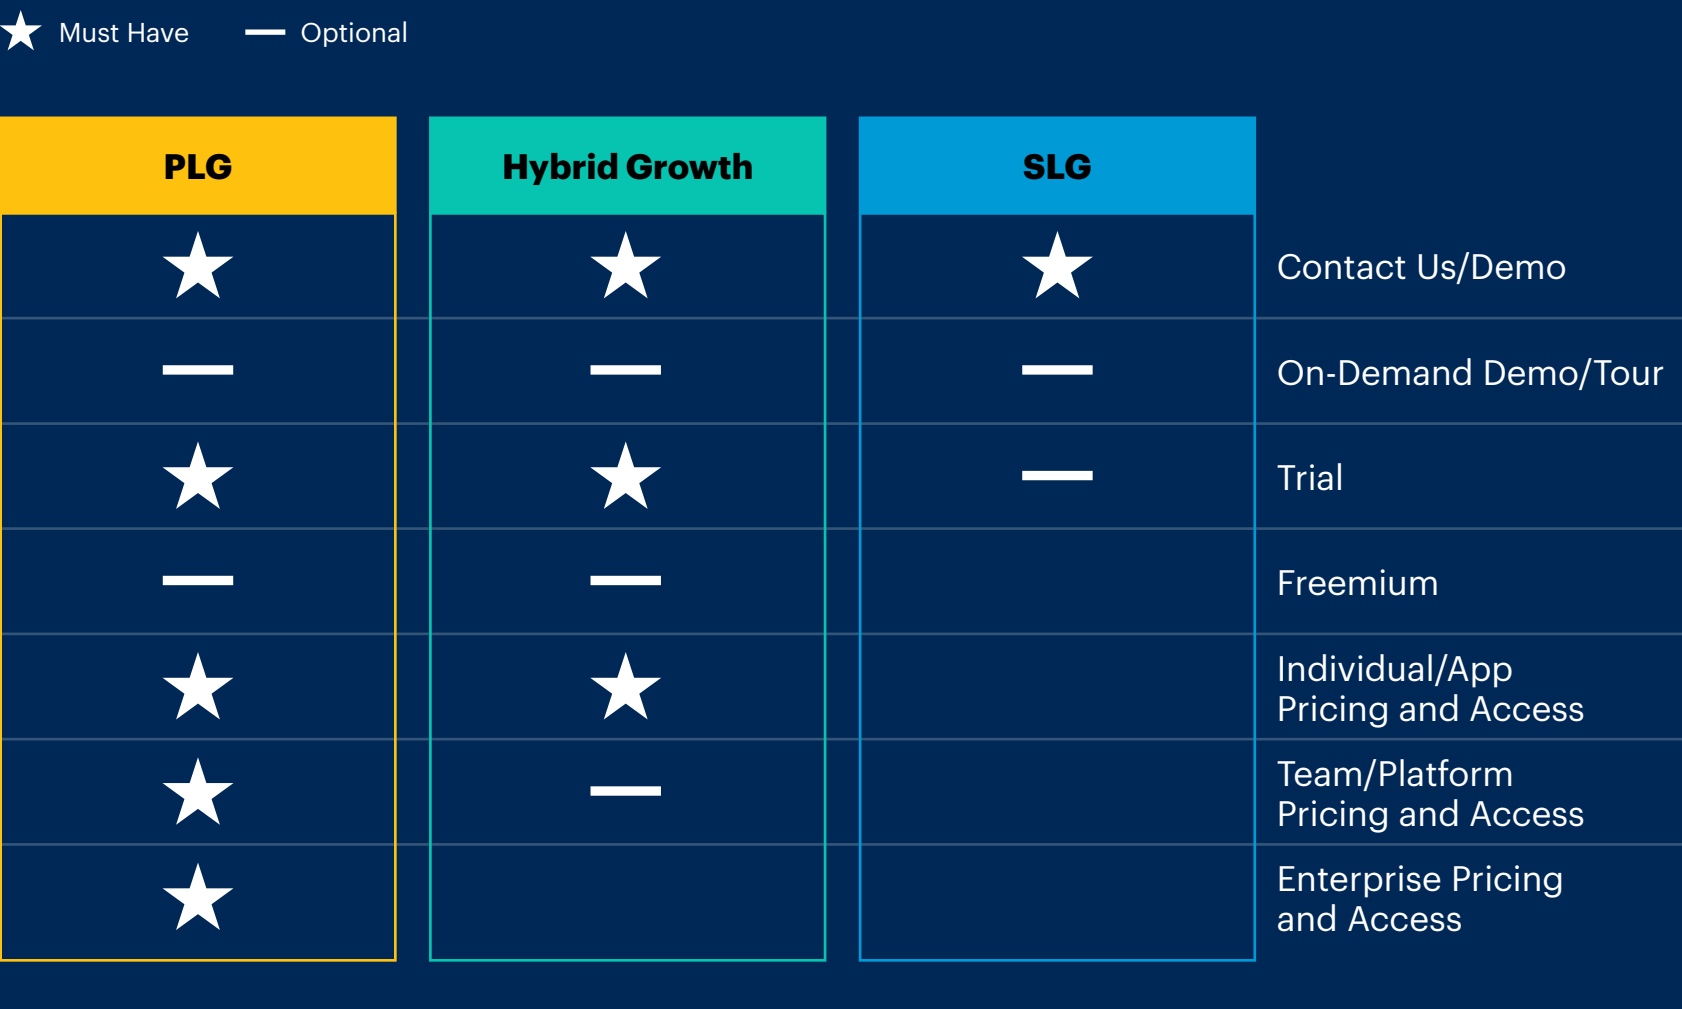 Must Have
Optional
PLG
Hybrid Growth
SLG
Contact Us/Demo
On-Demand Demo/Tour
Trial
Freemium
Individual/App
Pricing and Access
Team/Platform
Pricing and Access
Enterprise Pricing
and Access